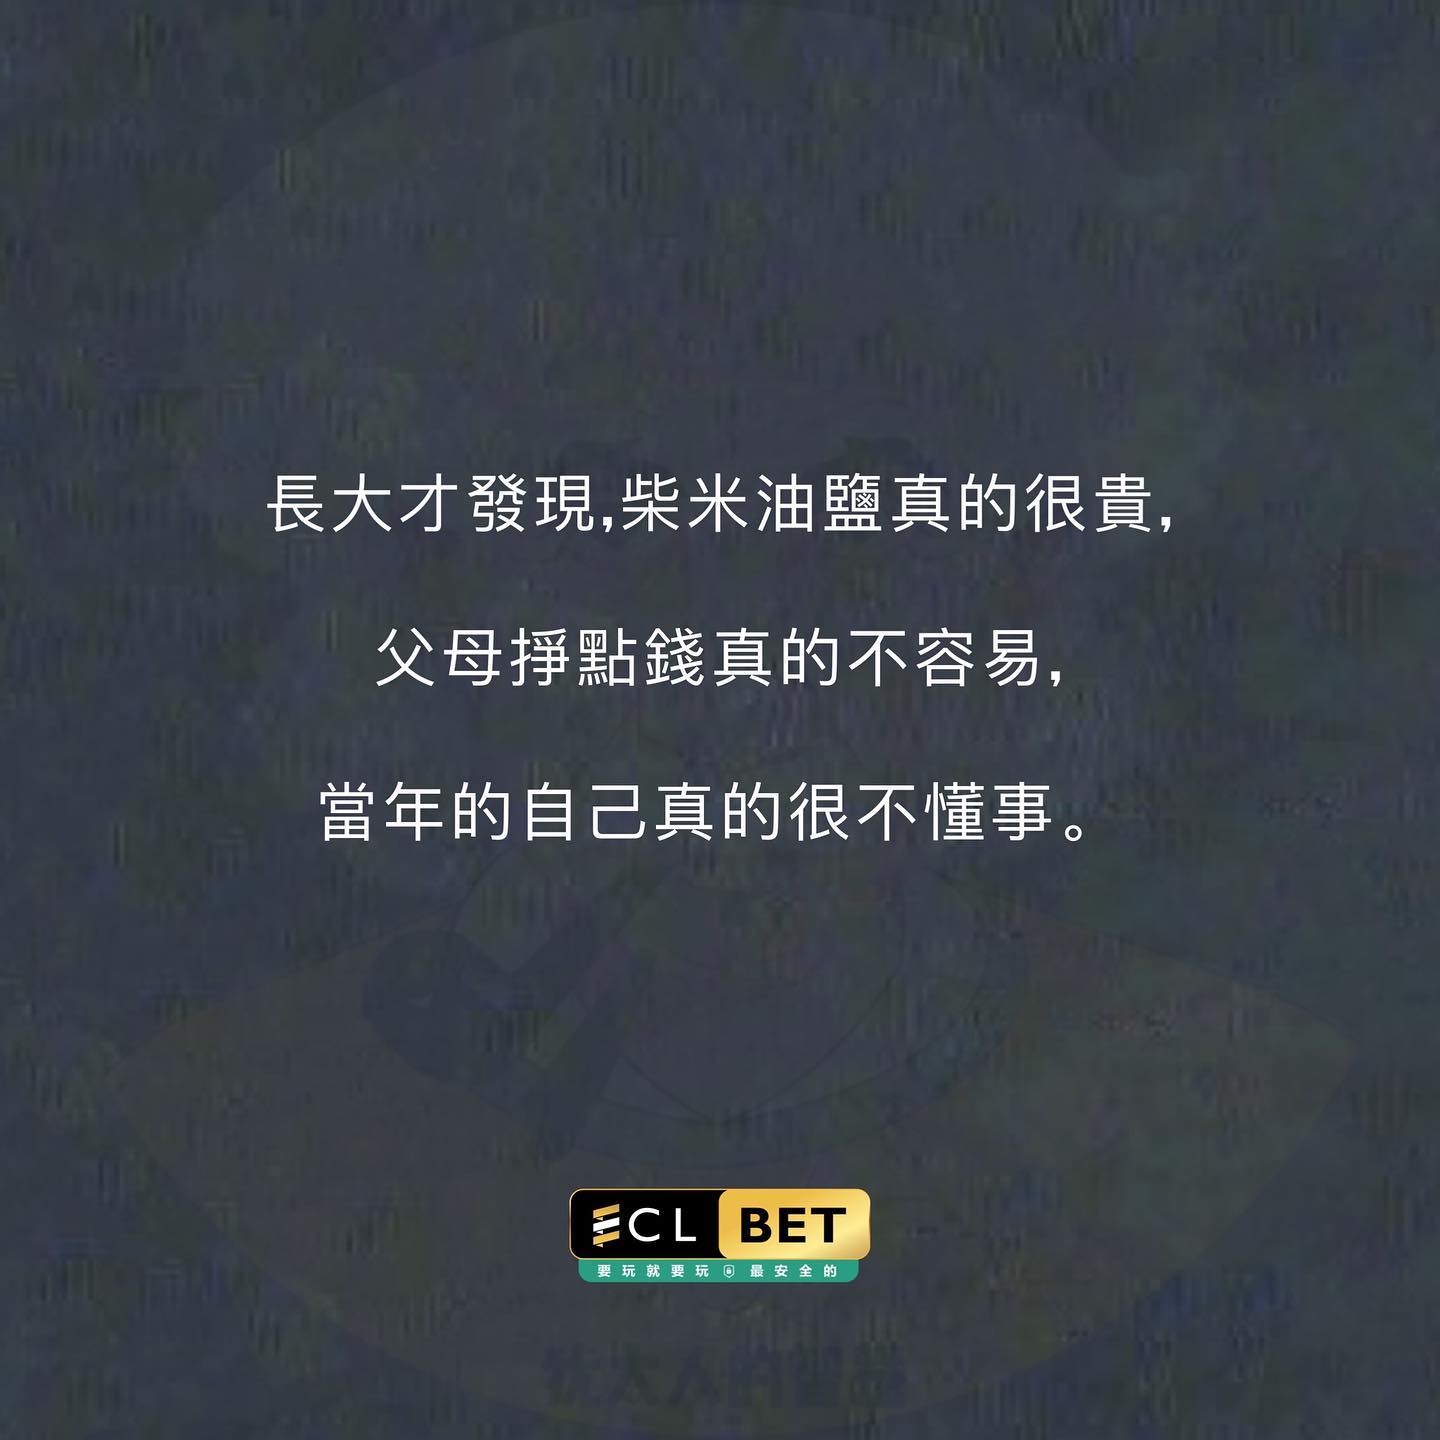 長大才發現,柴米油鹽真的很貴,
父母掙點錢真的不容易,
當年的自己真的很不懂事。
ECL BET
要玩就要玩 最安全的